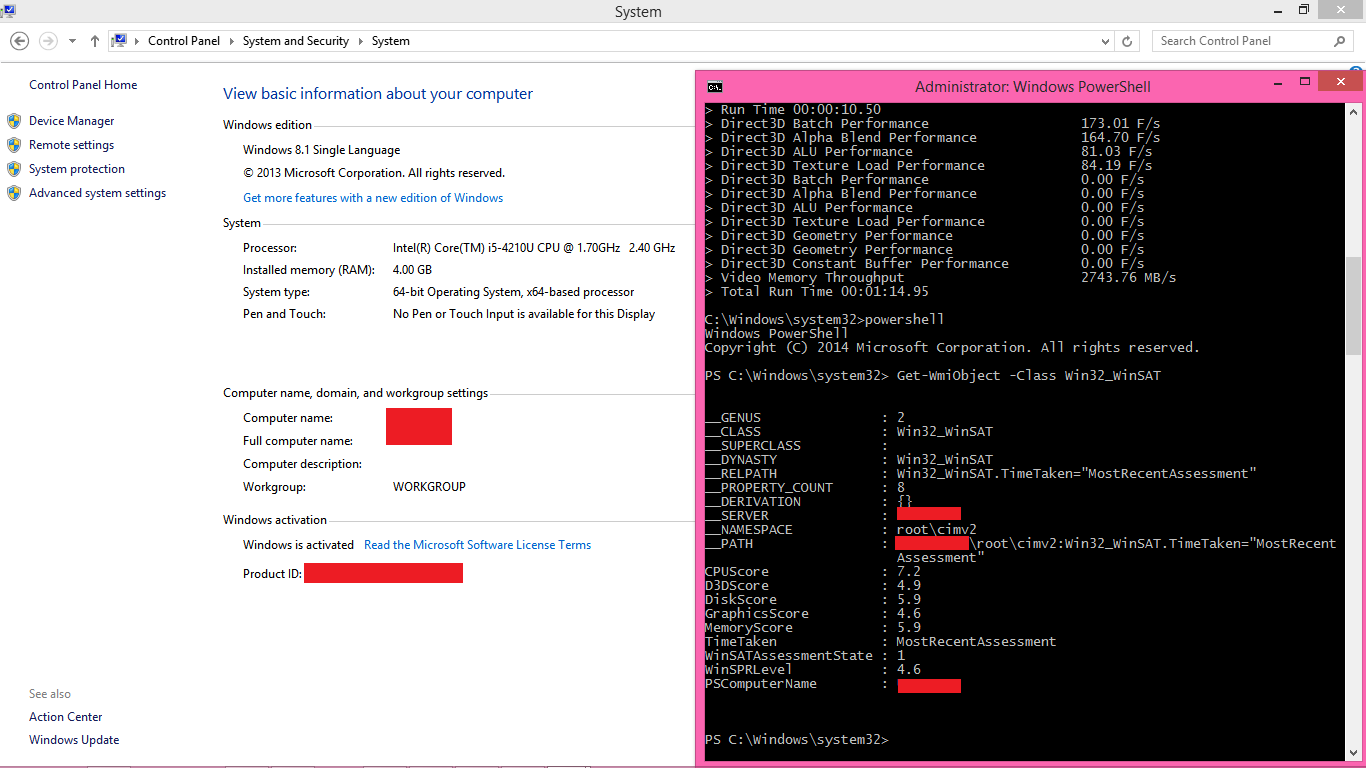 System
Control Panel System and Security System
Search Control Panel
Control Panel Home
Device Manager
Remote settings
System protection
Advanced system settings
See also
Action Center
Windows Update
View basic information about your computer
Windows edition
Windows 8.1 Single Language
© 2013 Microsoft Corporation. All rights reserved.
Get more features with a new edition of Windows
System
Processor: Intel(R) Core(TM) i5-4210U CPU @ 1.70GHz 2.40 GHz
Installed memory (RAM): 4.00 GB
System type: 64-bit Operating System, x64-based processor
Pen and Touch: No Pen or Touch Input is available for this Display
Computer name, domain, and workgroup settings
Computer name:
Full computer name:
Computer description:
Workgroup: WORKGROUP
Windows activation
Windows is activated Read the Microsoft Software License Terms
Product ID:
Administrator: Windows PowerShell
> Run Time 00:00:10.50
> Direct3D Batch Performance 173.01 F/s
> Direct3D Alpha Blend Performance 164.70 F/s
> Direct3D ALU Performance 81.03 F/s
> Direct3D Texture Load Performance 84.19 F/s
> Direct3D Batch Performance 0.00 F/s
> Direct3D Alpha Blend Performance 0.00 F/s
> Direct3D ALU Performance 0.00 F/s
> Direct3D Texture Load Performance 0.00 F/s
> Direct3D Geometry Performance 0.00 F/s
> Direct3D Geometry Performance 0.00 F/s
> Direct3D Constant Buffer Performance 0.00 F/s
> Video Memory Throughput 2743.76 MB/s
> Total Run Time 00:01:14.95
C:\Windows\system32>powershell
Windows PowerShell
Copyright (C) 2014 Microsoft Corporation. All rights reserved.
PS C:\Windows\system32> Get-WmiObject -Class Win32_WinSAT
__GENUS : 2
__CLASS : Win32_WinSAT
__SUPERCLASS :
__DYNASTY : Win32_WinSAT
__RELPATH : Win32_WinSAT.TimeTaken="MostRecentAssessment"
__PROPERTY_COUNT : 8
__DERIVATION : {}
__SERVER :
__NAMESPACE : root\cimv2
__PATH : \root\cimv2:Win32_WinSAT.TimeTaken="MostRecent
Assessment"
CPUScore : 7.2
D3DScore : 4.9
DiskScore : 5.9
GraphicsScore : 4.6
MemoryScore : 5.9
TimeTaken : MostRecentAssessment
WinSATAssessmentState : 1
WinSPRLevel : 4.6
PSComputerName :
PS C:\Windows\system32>